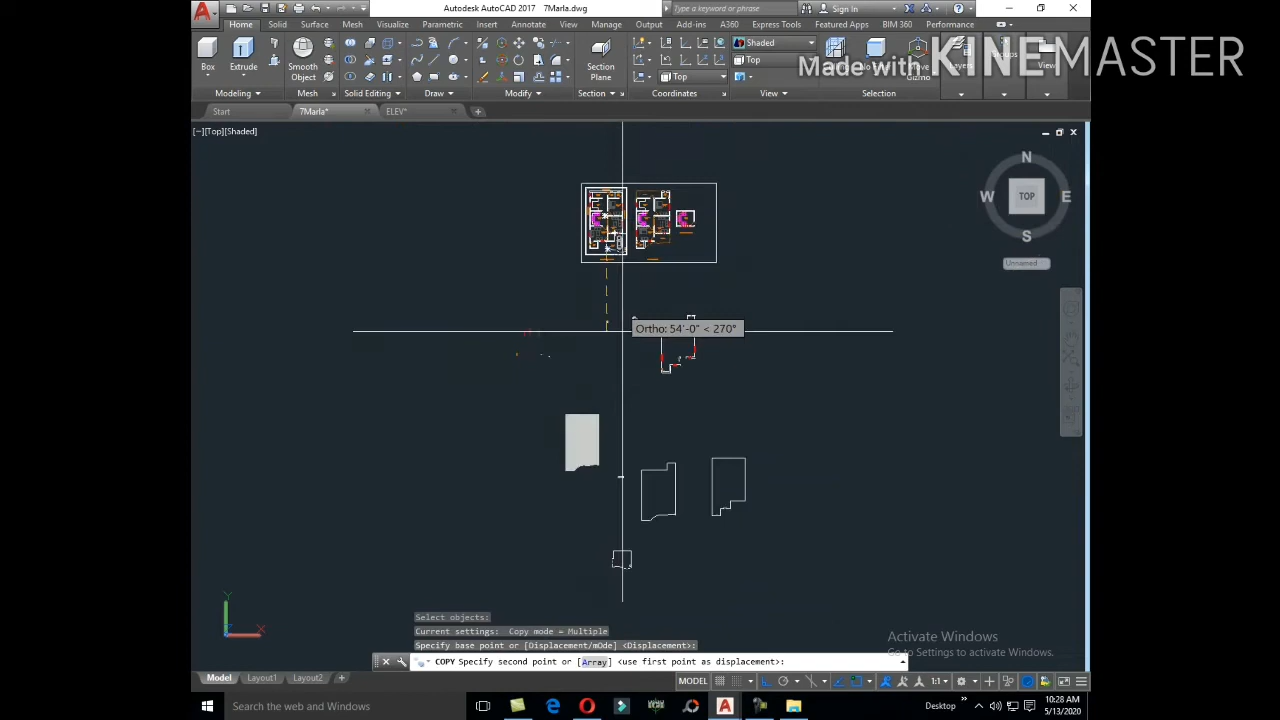 Autodesk AutoCAD 2017 7Marla.dwg
Type a keyword or phrase
Sign In
Home Solid Surface Mesh Visualize Parametric Insert Annotate View Manage Output Add-ins A360 Express Tools Featured Apps BIM 360 Performance
Box
Extrude
Smooth
Object
Section
Plane
Shaded
Top
Top
Made with KINEMASTER
Groups
View
Modeling Mesh Solid Editing Draw Modify Section Coordinates View Selection
Start 7Marla* ELEV*
[−][Top][Shaded]
N
W TOP E
S
Unnamed
Ortho: 54'-0" < 270°
Select objects:
Current settings: Copy mode = Multiple
Specify base point or [Displacement/mOde] <Displacement>:
COPY Specify second point or [Array] <use first point as displacement>:
Y
X
Activate Windows
Go to Settings to activate Windows.
Model Layout1 Layout2
MODEL 1:1
Search the web and Windows
Desktop
10:28 AM
5/13/2020